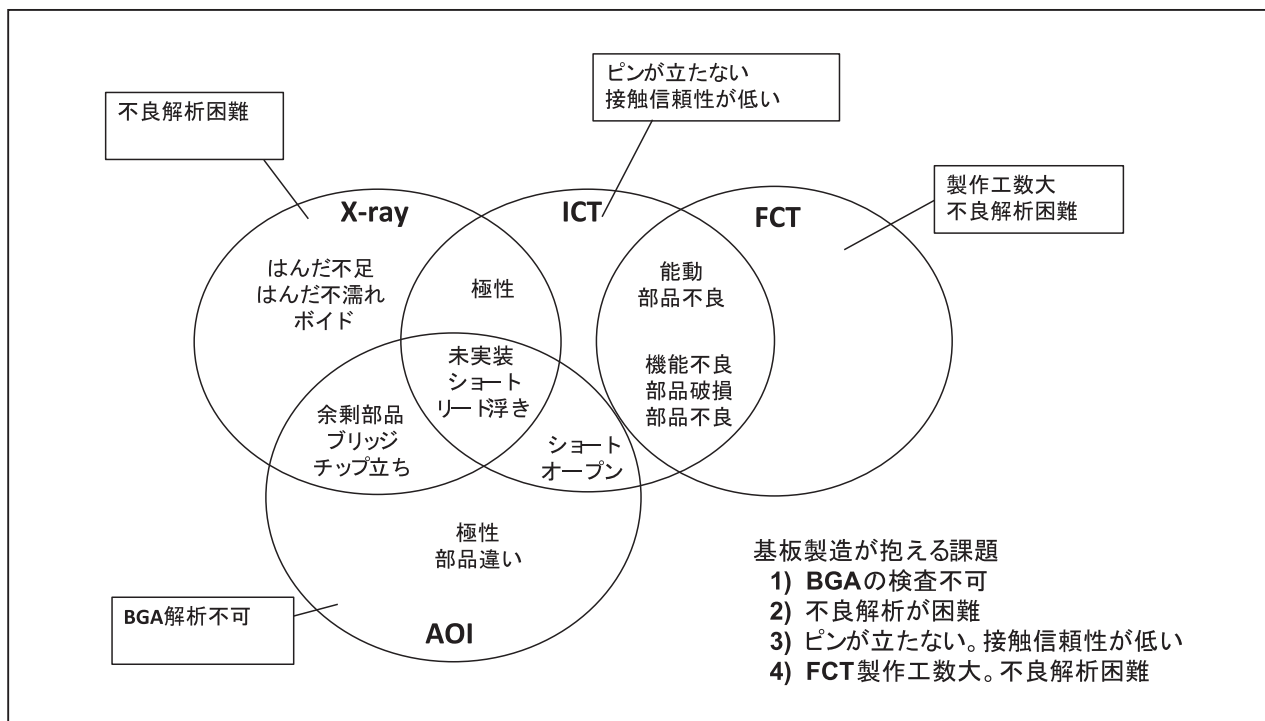 ピンが立たない
接触信頼性が低い
不良解析困難
製作工数大
不良解析困難
X-ray
ICT
FCT
はんだ不足
はんだ不濡れ
ボイド
極性
能動
部品不良
未実装
ショート
リード浮き
機能不良
部品破損
部品不良
余剰部品
ブリッジ
チップ立ち
ショート
オープン
極性
部品違い
BGA解析不可
AOI
基板製造が抱える課題
1) BGAの検査不可
2) 不良解析が困難
3) ピンが立たない。接触信頼性が低い
4) FCT製作工数大。不良解析困難